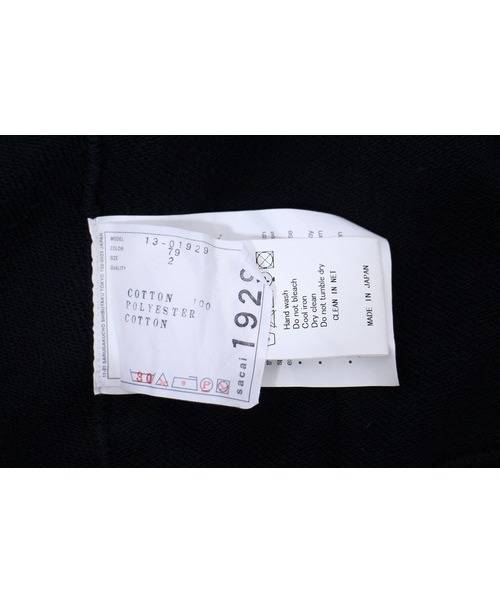 MODEL 13-01929
COLOR 79
SIZE 2
QUALITY
COTTON 100
POLYESTER
COTTON
30
P
sacai 1929
Hand wash
Do not bleach
Cool iron
Dry clean
Do not tumble dry
CLEAN IN NET
MADE IN JAPAN